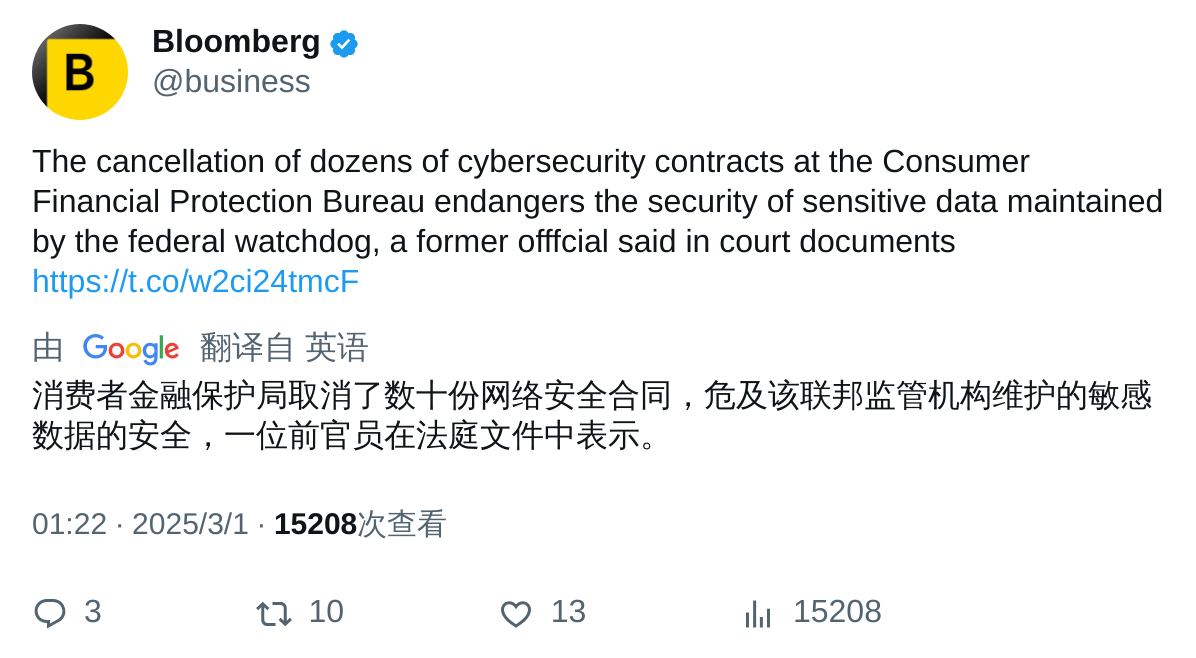 B
Bloomberg
@business
The cancellation of dozens of cybersecurity contracts at the Consumer
Financial Protection Bureau endangers the security of sensitive data maintained
by the federal watchdog, a former offfcial said in court documents
https://t.co/w2ci24tmcF
由 Google 翻译自 英语
消费者金融保护局取消了数十份网络安全合同，危及该联邦监管机构维护的敏感
数据的安全，一位前官员在法庭文件中表示。
01:22 · 2025/3/1 · 15208次查看
3 10 13 15208